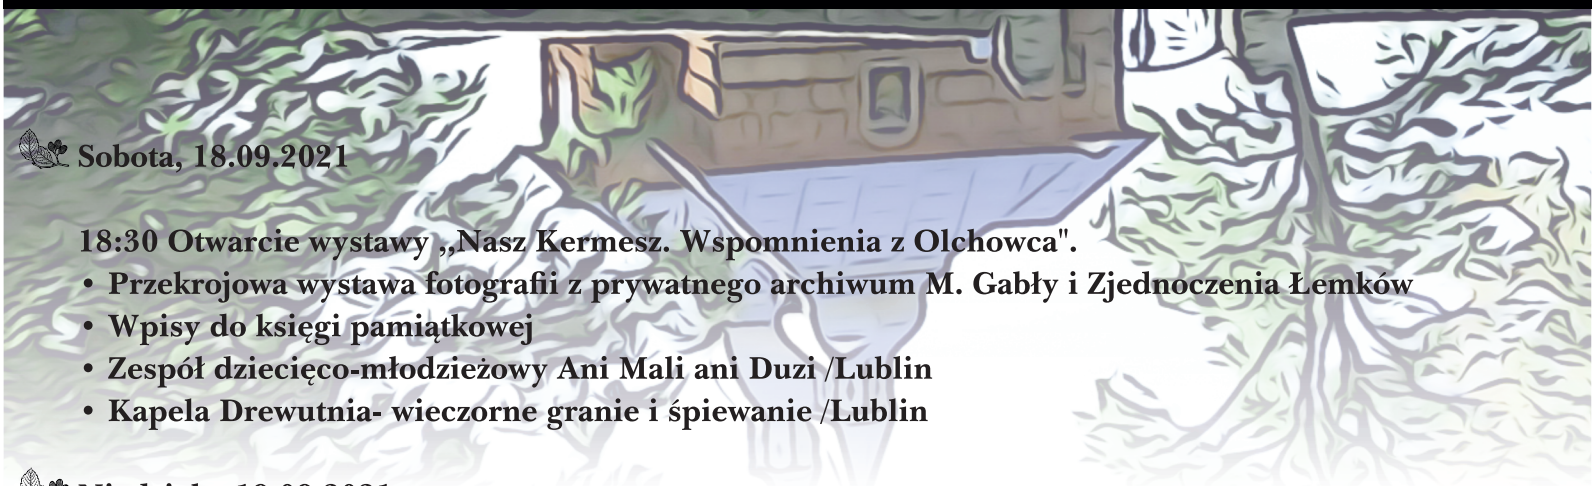 Sobota, 18.09.2021
18:30 Otwarcie wystawy ,,Nasz Kermesz. Wspomnienia z Olchowca".
• Przekrojowa wystawa fotografii z prywatnego archiwum M. Gabły i Zjednoczenia Łemków
• Wpisy do księgi pamiątkowej
• Zespół dziecięco-młodzieżowy Ani Mali ani Duzi /Lublin
• Kapela Drewutnia- wieczorne granie i śpiewanie /Lublin